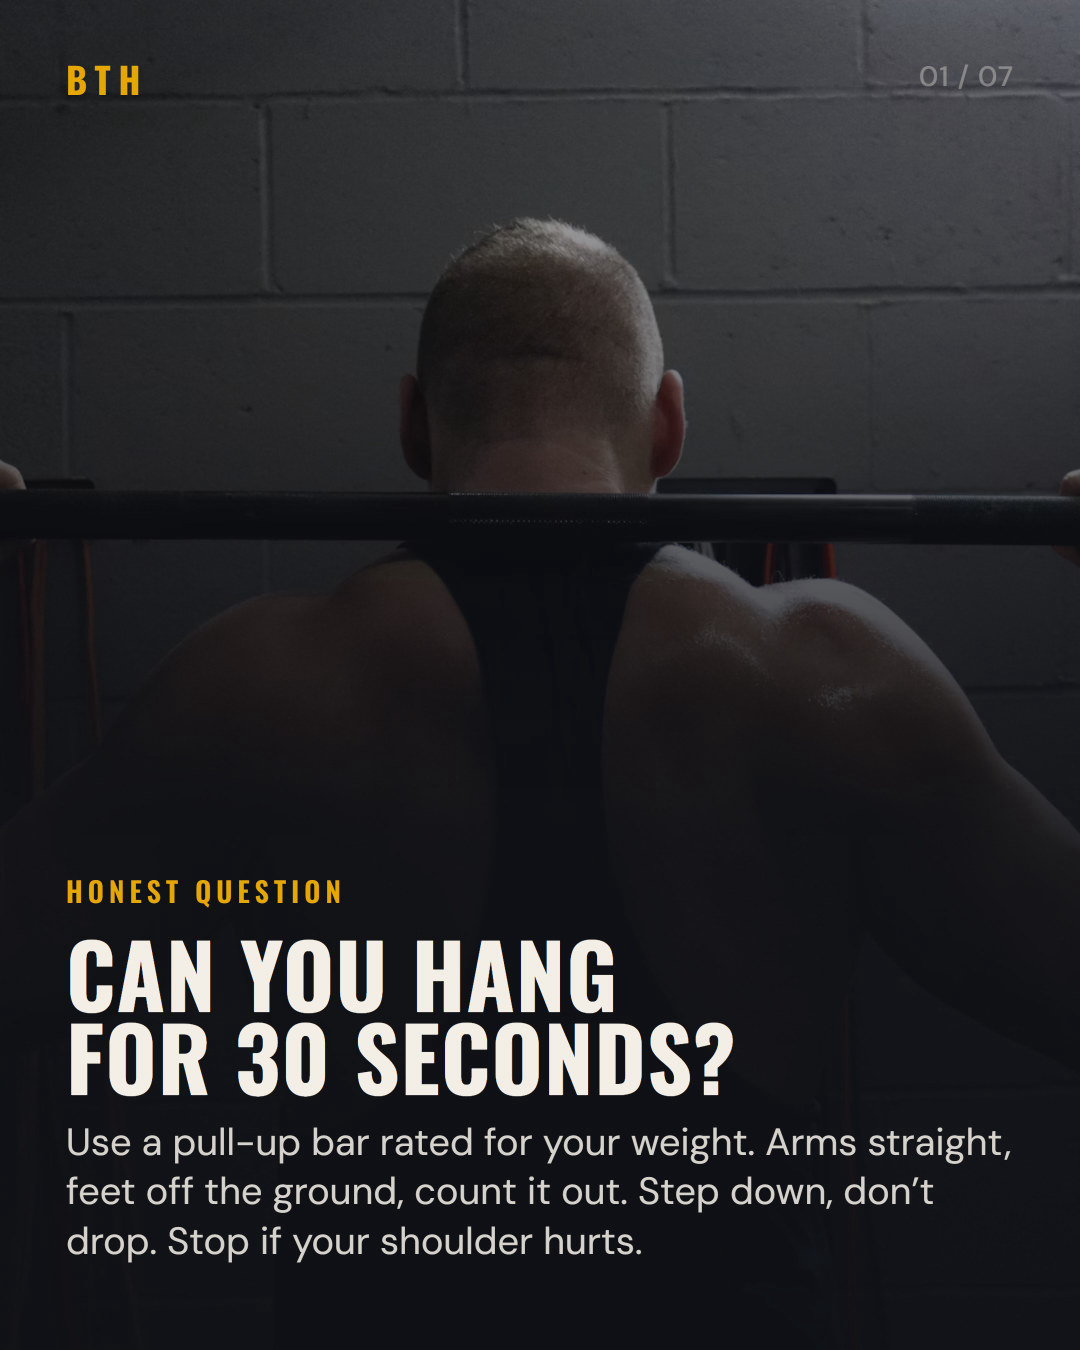 BTH
01 / 07
HONEST QUESTION
CAN YOU HANG
FOR 30 SECONDS?
Use a pull-up bar rated for your weight. Arms straight,
feet off the ground, count it out. Step down, don’t
drop. Stop if your shoulder hurts.